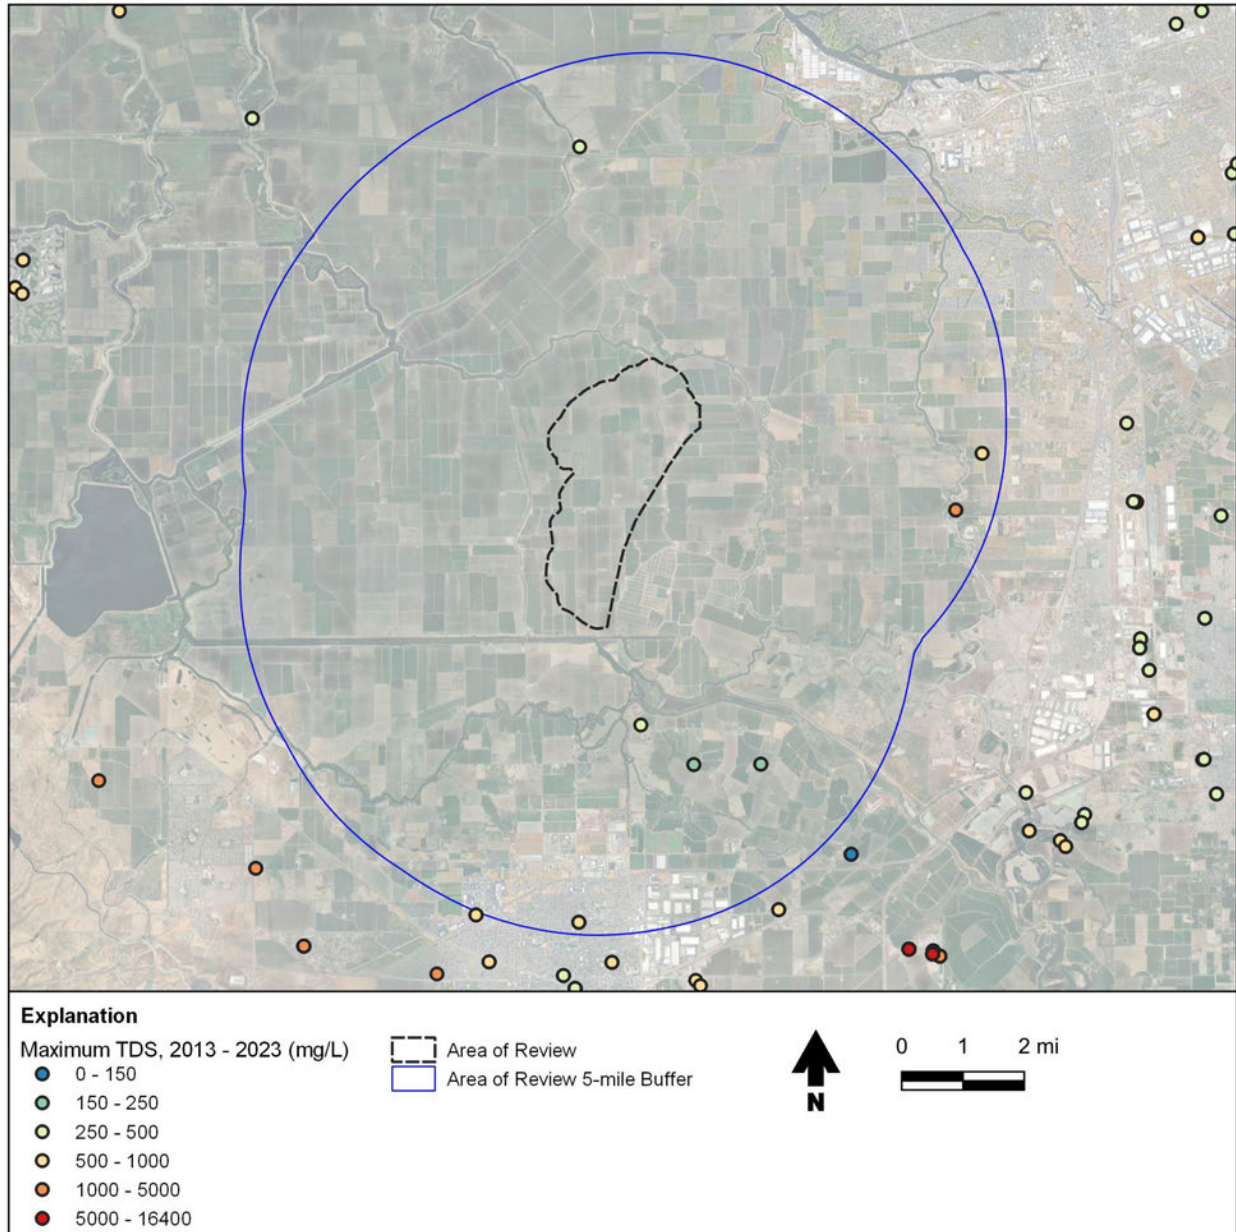 Explanation
Maximum TDS, 2013 - 2023 (mg/L)
0 - 150
150 - 250
250 - 500
500 - 1000
1000 - 5000
5000 - 16400
Area of Review
Area of Review 5-mile Buffer
N
0 1 2 mi